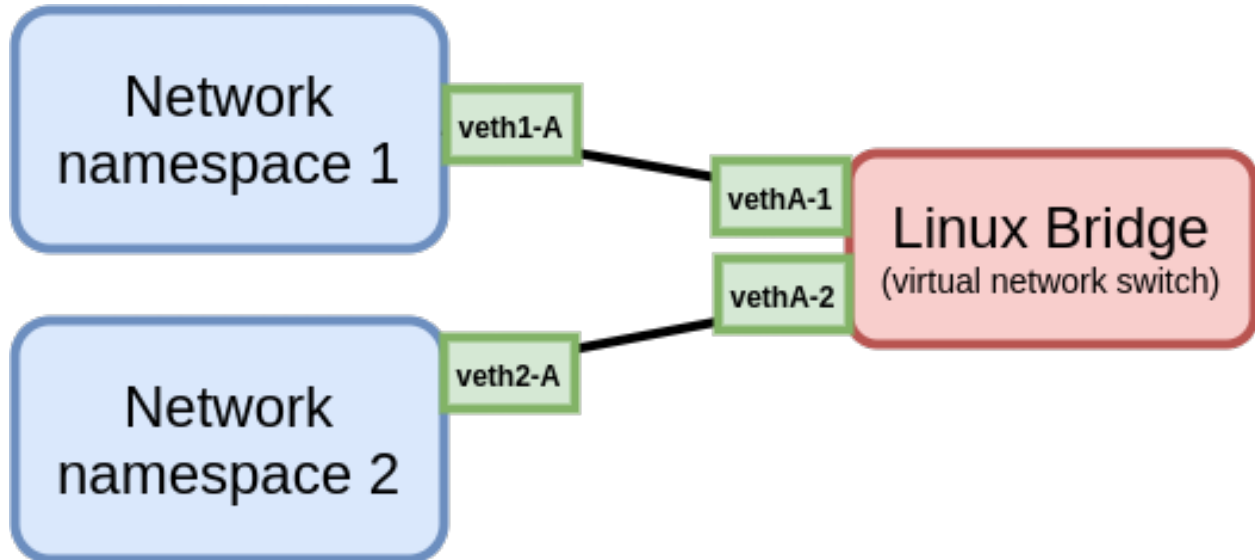 Network
namespace 1
veth1-A
vethA-1
Linux Bridge
(virtual network switch)
vethA-2
veth2-A
Network
namespace 2